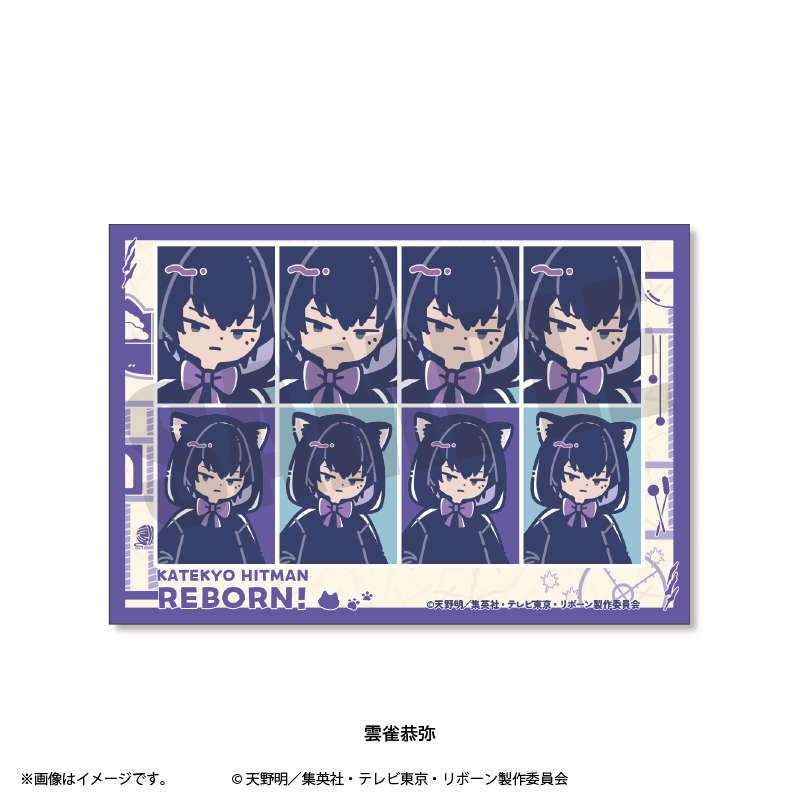 KATEKYO HITMAN
REBORN!
©天野明／集英社・テレビ東京・リボーン製作委員会
雲雀恭弥
※画像はイメージです。
© 天野明／集英社・テレビ東京・リボーン製作委員会